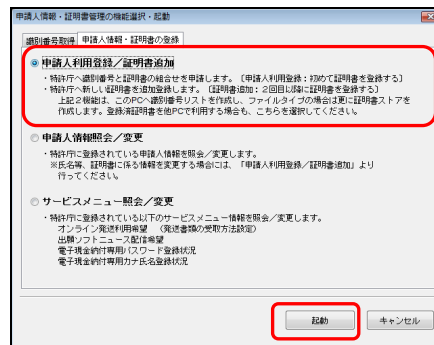 申請人情報・証明書管理の機能選択・起動
識別番号取得 申請人情報・証明書の登録
申請人利用登録／証明書追加
・特許庁へ識別番号と証明書の組合せを申請します。〔申請人利用登録：初めて証明書を登録する〕
・特許庁へ新しい証明書を追加登録します。〔証明書追加：２回目以降に証明書を登録する〕
上記２機能は、このPCへ識別番号リストを作成し、ファイルタイプの場合は更に証明書ストアを
作成します。登録済証明書を他PCで利用する場合も、こちらを選択してください。
申請人情報照会／変更
・特許庁に登録されている申請人情報を照会／変更します。
※氏名等、証明書に係る情報を変更する場合には、「申請人利用登録／証明書追加」より
行ってください。
サービスメニュー照会／変更
・特許庁に登録されている以下のサービスメニュー情報を照会／変更します。
オンライン発送利用希望 （発送書類の受取方法設定）
出願ソフトニュース配信希望
電子現金納付専用パスワード登録状況
電子現金納付専用カナ氏名登録状況
起動 キャンセル